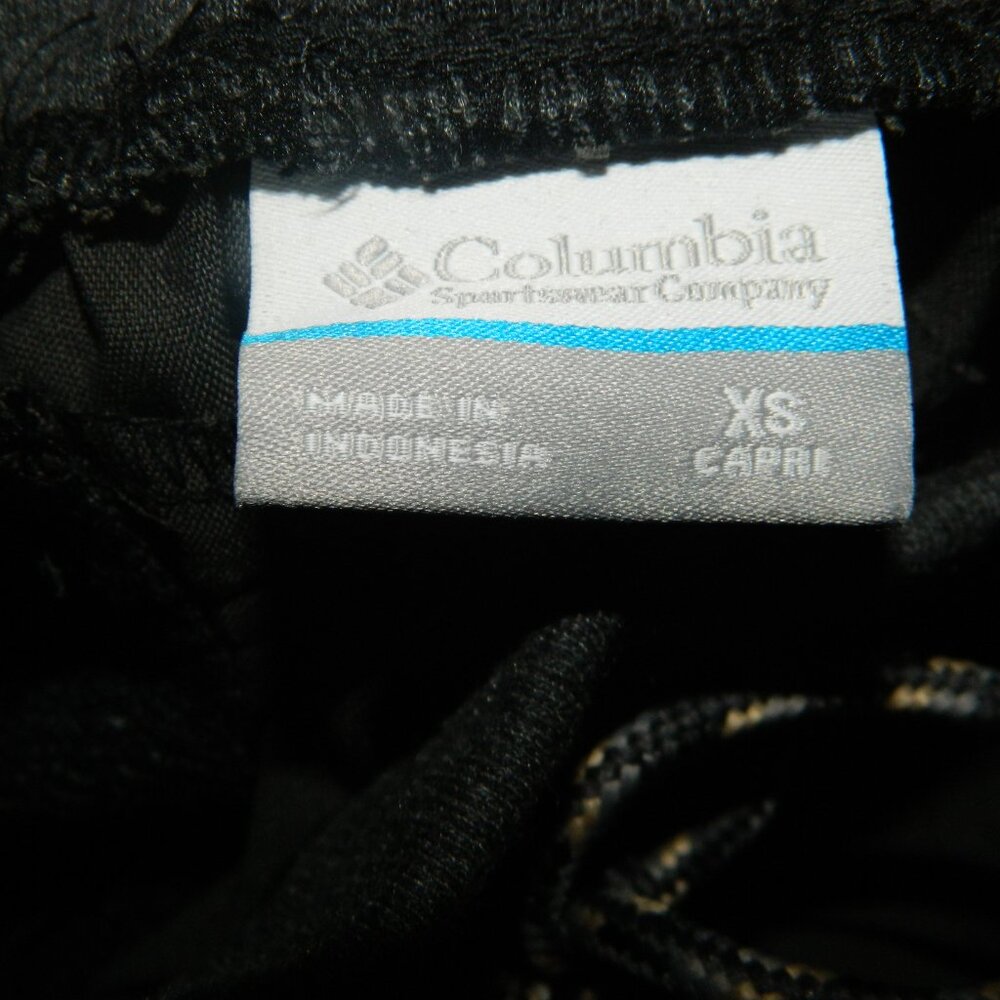 Columbia
Sportswear Company
MADE IN
INDONESIA
XS
CAPRI